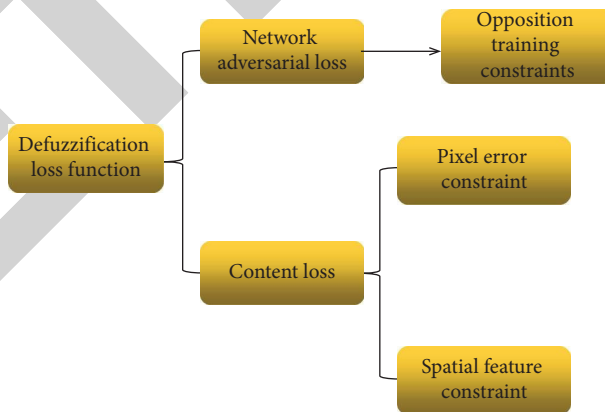 Network
adversarial loss
Opposition
training
constraints
Defuzzification
loss function
Pixel error
constraint
Content loss
Spatial feature
constraint